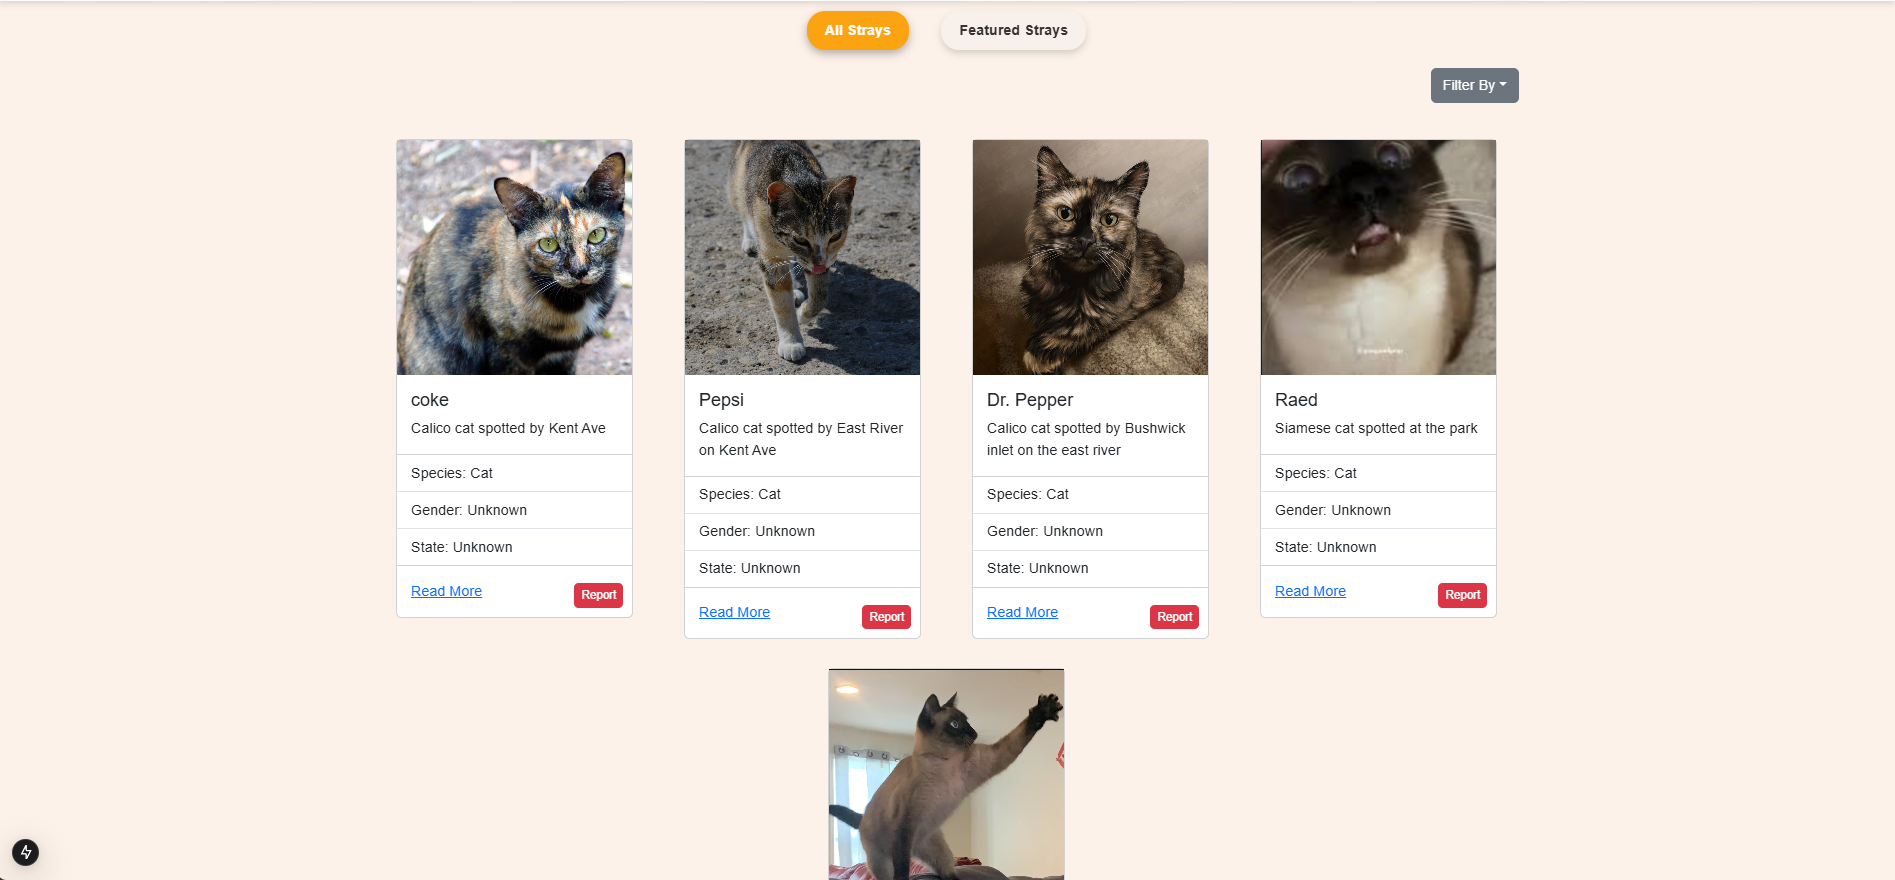 All Strays
Featured Strays
Filter By
coke
Calico cat spotted by Kent Ave
Species: Cat
Gender: Unknown
State: Unknown
Read More
Report
Pepsi
Calico cat spotted by East River
on Kent Ave
Species: Cat
Gender: Unknown
State: Unknown
Read More
Report
Dr. Pepper
Calico cat spotted by Bushwick
inlet on the east river
Species: Cat
Gender: Unknown
State: Unknown
Read More
Report
Raed
Siamese cat spotted at the park
Species: Cat
Gender: Unknown
State: Unknown
Read More
Report